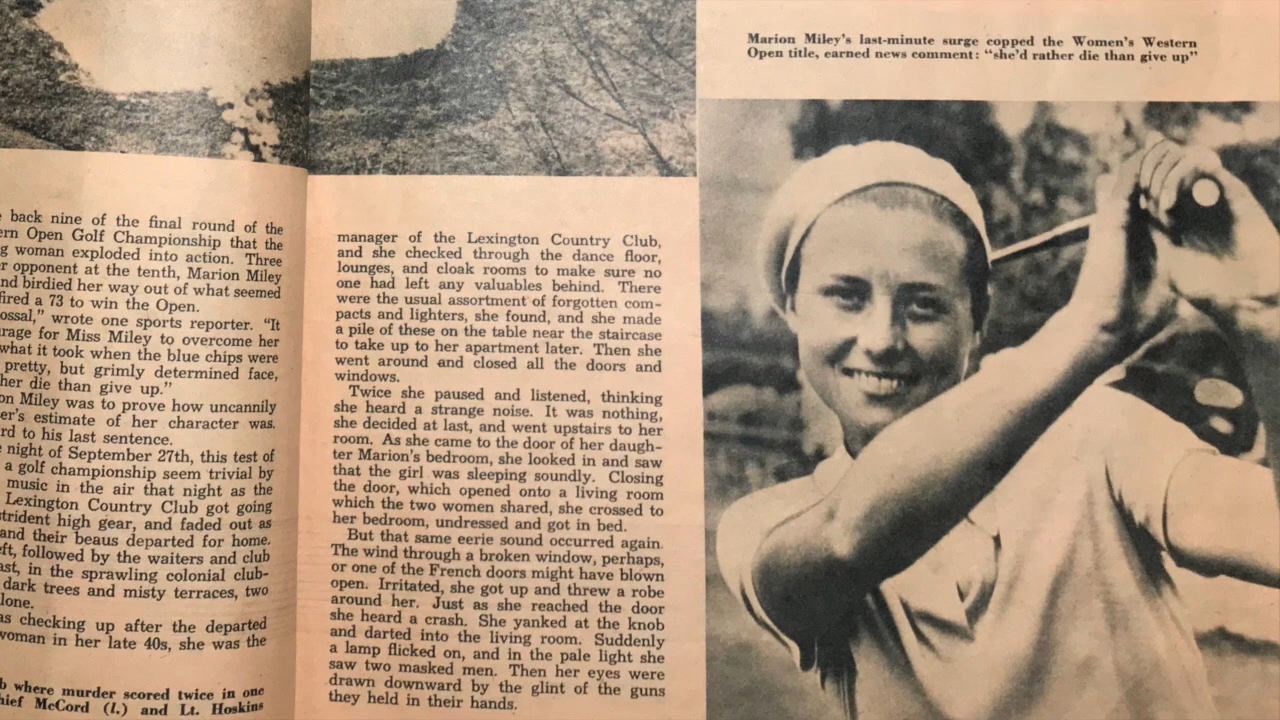 back nine of the final round of the
ern Open Golf Championship that the
g woman exploded into action. Three
r opponent at the tenth, Marion Miley
nd birdied her way out of what seemed
fired a 73 to win the Open.
ossal," wrote one sports reporter. "It
rage for Miss Miley to overcome her
what it took when the blue chips were
pretty, but grimly determined face,
her die than give up."
on Miley was to prove how uncannily
er's estimate of her character was.
rd to his last sentence.
night of September 27th, this test of
a golf championship seem trivial by
music in the air that night as the
Lexington Country Club got going
strident high gear, and faded out as
and their beaus departed for home.
eft, followed by the waiters and club
ast, in the sprawling colonial club-
dark trees and misty terraces, two
lone.
as checking up after the departed
woman in her late 40s, she was the
b where murder scored twice in one
hief McCord (l.) and Lt. Hoskins
manager of the Lexington Country Club,
and she checked through the dance floor,
lounges, and cloak rooms to make sure no
one had left any valuables behind. There
were the usual assortment of forgotten com-
pacts and lighters, she found, and she made
a pile of these on the table near the staircase
to take up to her apartment later. Then she
went around and closed all the doors and
windows.
Twice she paused and listened, thinking
she heard a strange noise. It was nothing,
she decided at last, and went upstairs to her
room. As she came to the door of her daugh-
ter Marion's bedroom, she looked in and saw
that the girl was sleeping soundly. Closing
the door, which opened onto a living room
which the two women shared, she crossed to
her bedroom, undressed and got in bed.
But that same eerie sound occurred again.
The wind through a broken window, perhaps,
or one of the French doors might have blown
open. Irritated, she got up and threw a robe
around her. Just as she reached the door
she heard a crash. She yanked at the knob
and darted into the living room. Suddenly
a lamp flicked on, and in the pale light she
saw two masked men. Then her eyes were
drawn downward by the glint of the guns
they held in their hands.
Marion Miley's last-minute surge copped the Women's Western
Open title, earned news comment: "she'd rather die than give up"